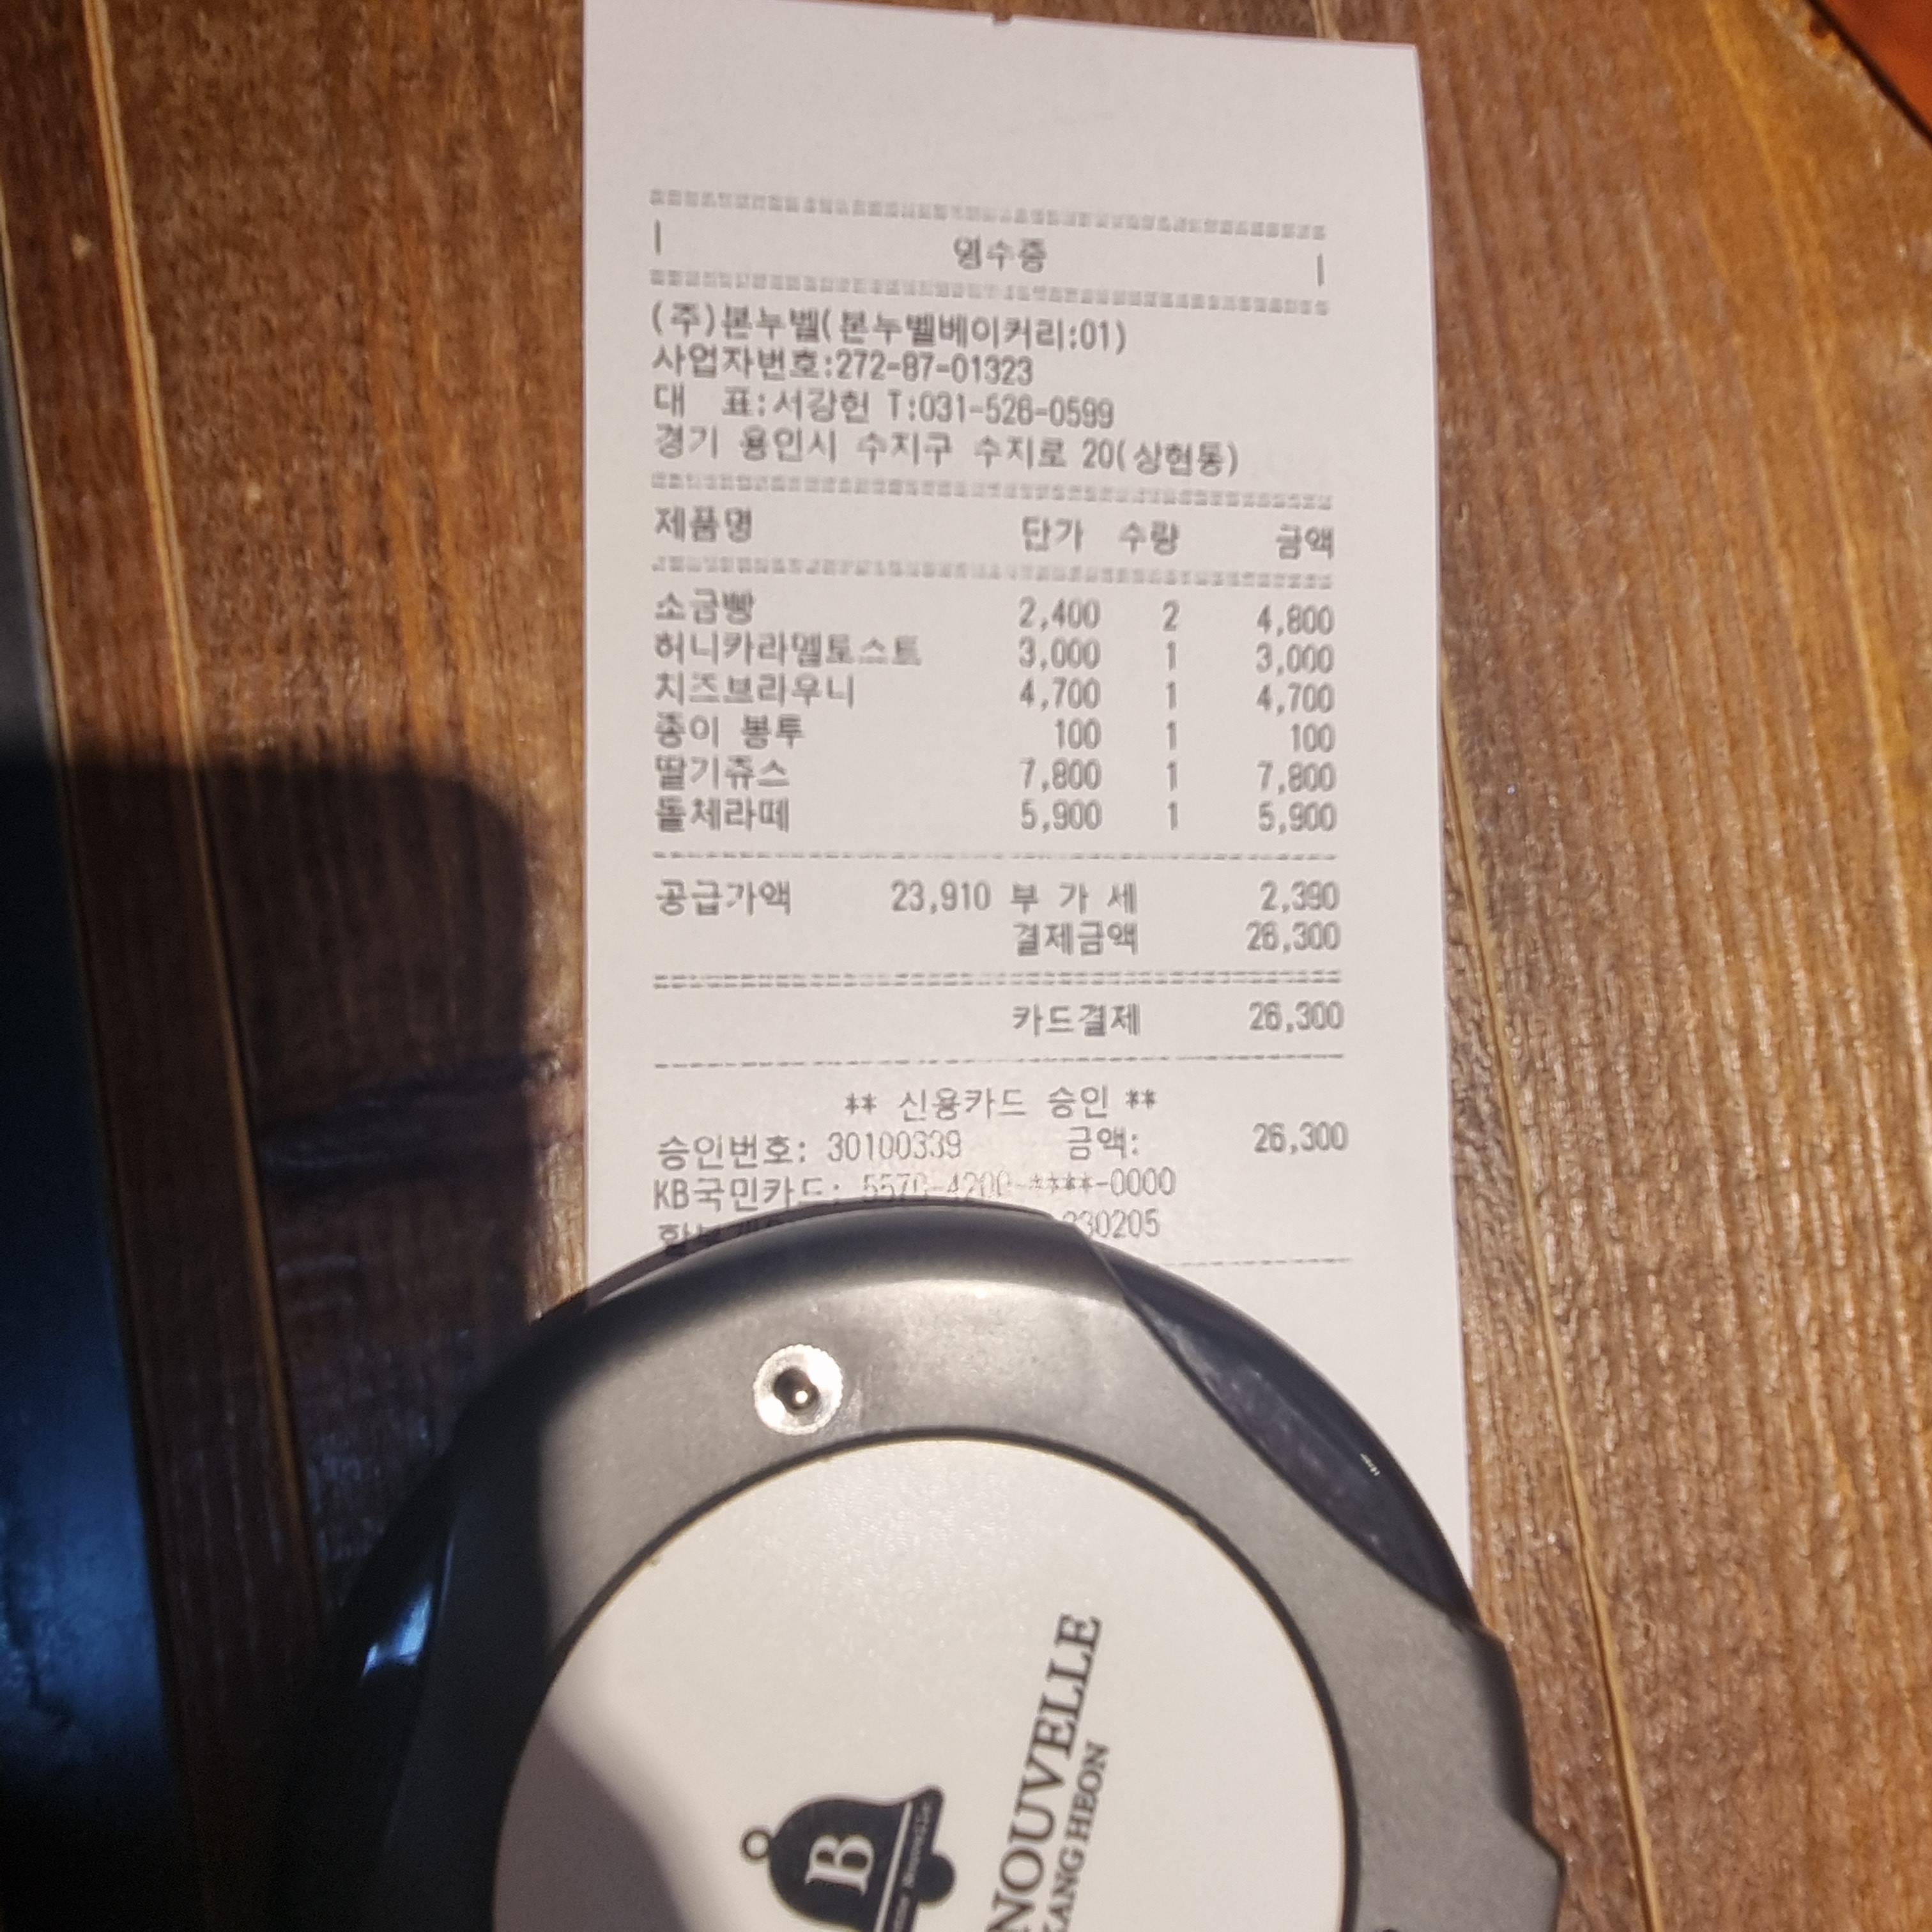 영수증
(주)본누벨(본누벨베이커리:01)
사업자번호:272-87-01323
대 표:서강헌 T:031-526-0599
경기 용인시 수지구 수지로 20(상현동)
제품명 단가 수량 금액
소금빵 2,400 2 4,800
허니카라멜토스트 3,000 1 3,000
치즈브라우니 4,700 1 4,700
종이 봉투 100 1 100
딸기쥬스 7,800 1 7,800
돌체라떼 5,900 1 5,900
공급가액 23,910 부 가 세 2,390
결제금액 26,300
카드결제 26,300
** 신용카드 승인 **
승인번호: 30100339 금액: 26,300
KB국민카드: 5570-4200-****-0000
230205
NOUVELLE
KANG HEON
B